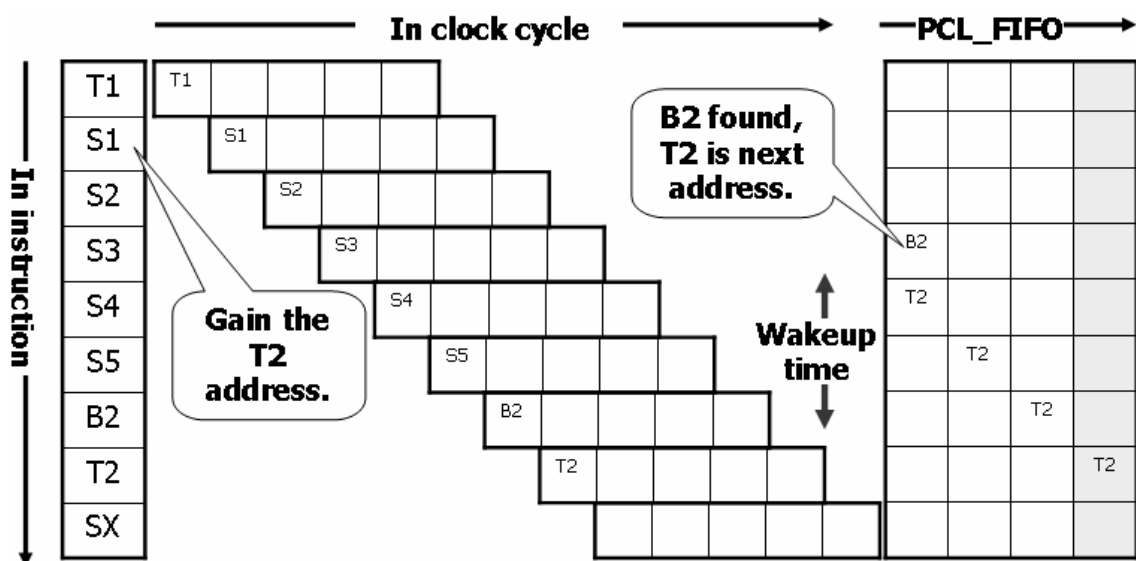 In clock cycle
PCL_FIFO
In instruction
T1
S1
S2
S3
S4
S5
B2
T2
SX
T1
S1
S2
S3
S4
S5
B2
T2
Gain the
T2
address.
B2 found,
T2 is next
address.
Wakeup
time
B2
T2
T2
T2
T2